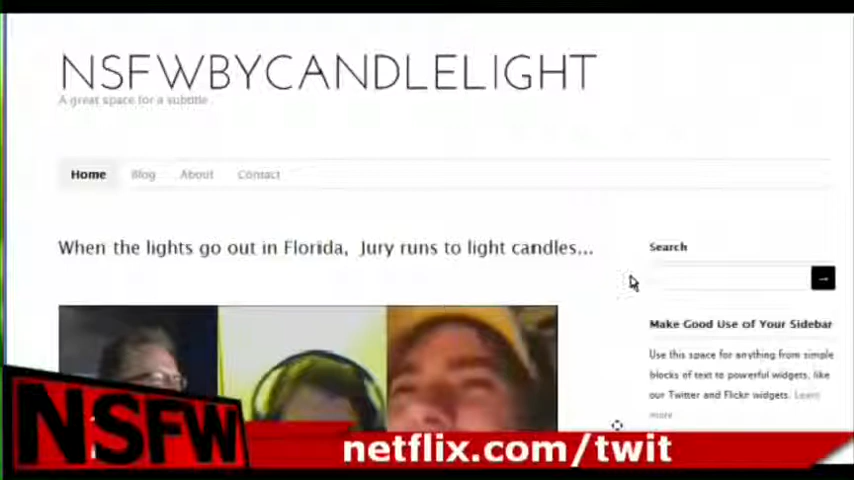 NSFWBYCANDLELIGHT
A great space for a subtitle.
Home Blog About Contact
When the lights go out in Florida, Jury runs to light candles...
Search
→
Make Good Use of Your Sidebar
Use this space for anything from simple
blocks of text to powerful widgets, like
our Twitter and Flickr widgets. Learn
more
NSFW
netflix.com/twit